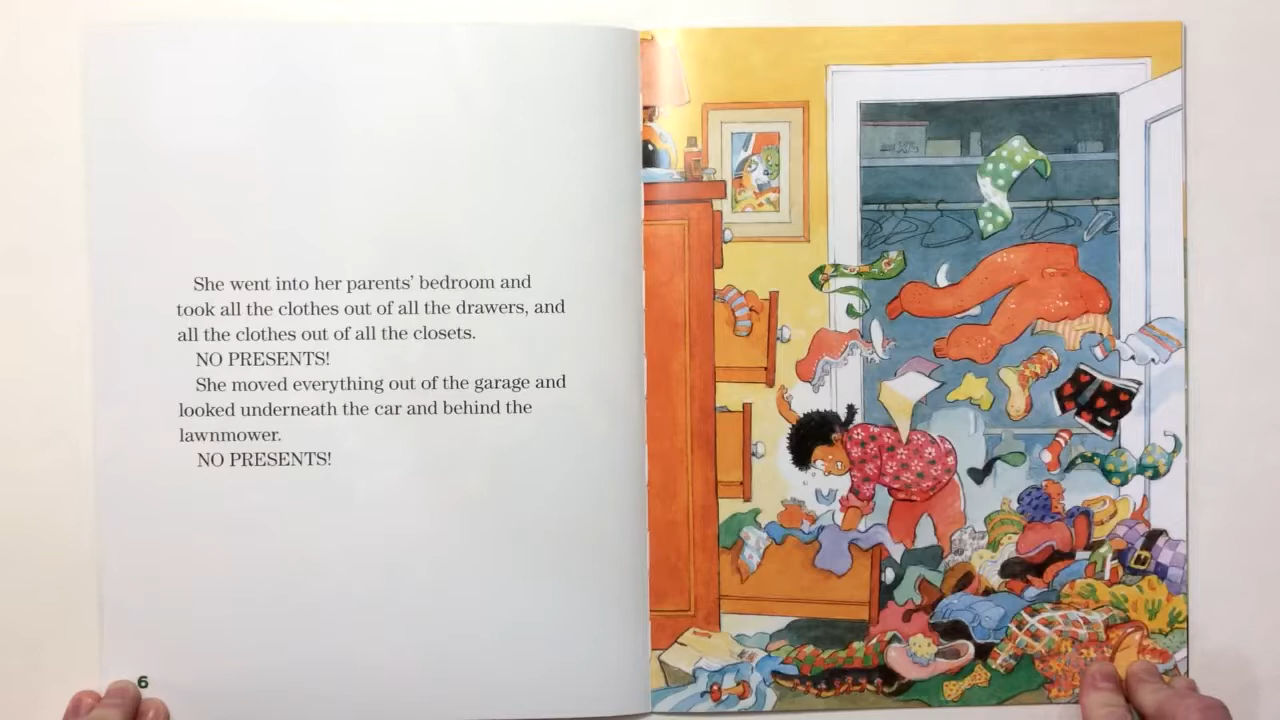 She went into her parents’ bedroom and
took all the clothes out of all the drawers, and
all the clothes out of all the closets.
NO PRESENTS!
She moved everything out of the garage and
looked underneath the car and behind the
lawnmower.
NO PRESENTS!
6